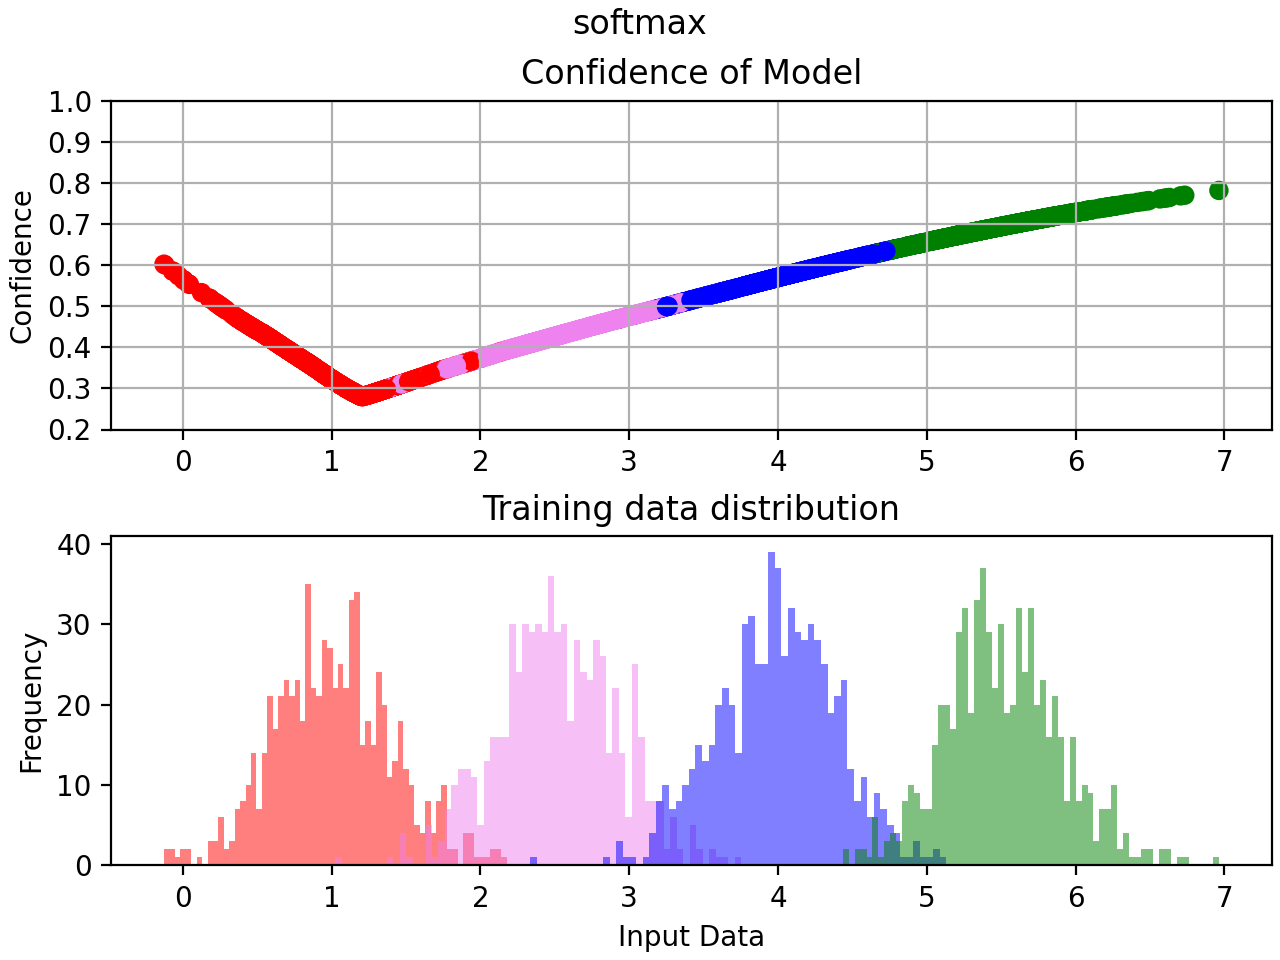 softmax
Confidence of Model
Confidence
1.0
0.9
0.8
0.7
0.6
0.5
0.4
0.3
0.2
0 1 2 3 4 5 6 7
Training data distribution
Frequency
40
30
20
10
0
0 1 2 3 4 5 6 7
Input Data